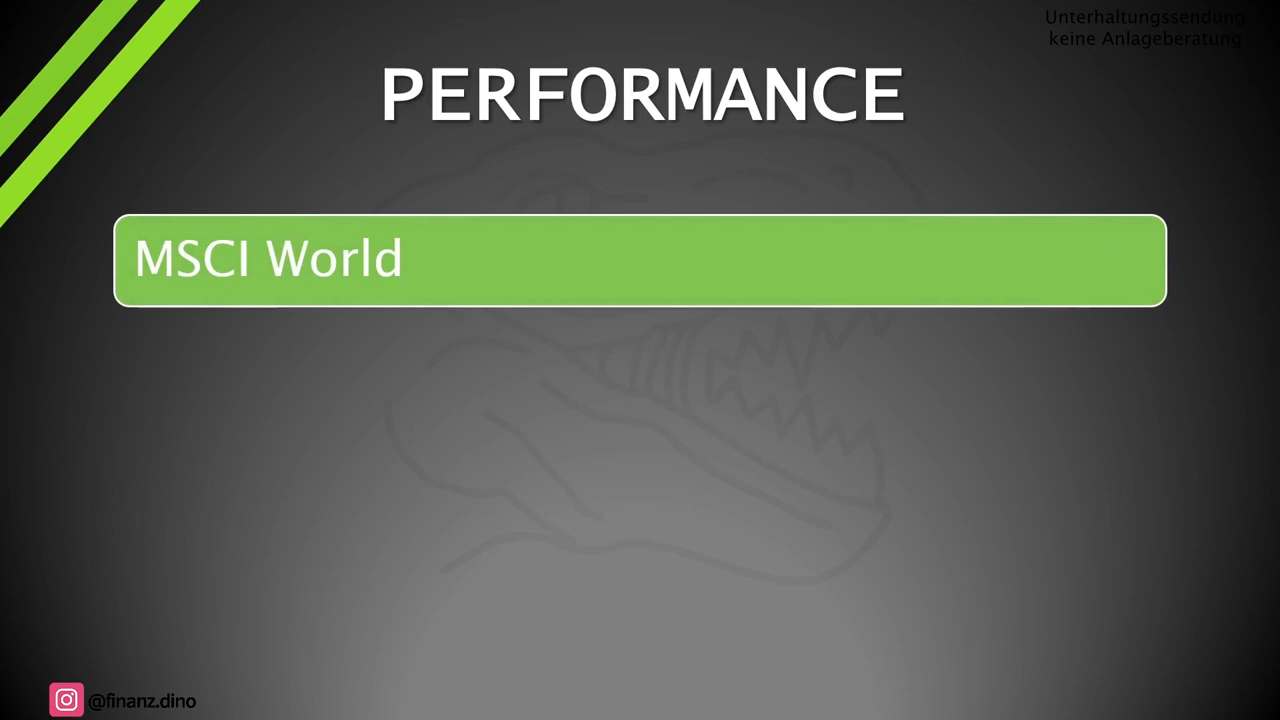 Unterhaltungssendung
keine Anlageberatung
PERFORMANCE
MSCI World
@finanz.dino